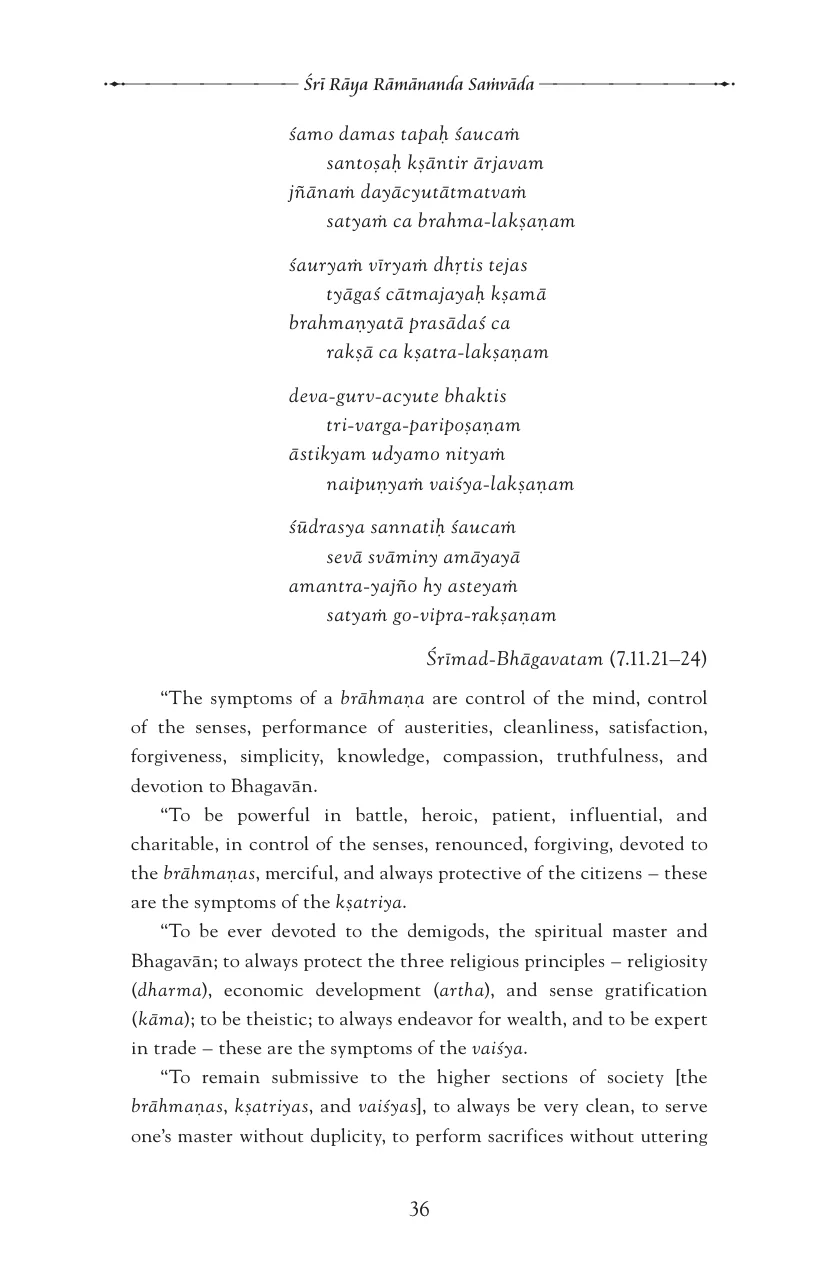 Śrī Rāya Rāmānanda Saṁvāda
śamo damas tapaḥ śaucaṁ
santoṣaḥ kṣāntir ārjavam
jñānaṁ dayācyutātmatvaṁ
satyaṁ ca brahma-lakṣaṇam
śauryaṁ vīryaṁ dhṛtis tejas
tyāgaś cātmajayaḥ kṣamā
brahmaṇyatā prasādaś ca
rakṣā ca kṣatra-lakṣaṇam
deva-gurv-acyute bhaktis
tri-varga-paripoṣaṇam
āstikyam udyamo nityaṁ
naipuṇyaṁ vaiśya-lakṣaṇam
śūdrasya sannatiḥ śaucaṁ
sevā svāminy amāyayā
amantra-yajño hy asteyaṁ
satyaṁ go-vipra-rakṣaṇam
Śrīmad-Bhāgavatam (7.11.21–24)
“The symptoms of a brāhmaṇa are control of the mind, control
of the senses, performance of austerities, cleanliness, satisfaction,
forgiveness, simplicity, knowledge, compassion, truthfulness, and
devotion to Bhagavān.
“To be powerful in battle, heroic, patient, influential, and
charitable, in control of the senses, renounced, forgiving, devoted to
the brāhmaṇas, merciful, and always protective of the citizens – these
are the symptoms of the kṣatriya.
“To be ever devoted to the demigods, the spiritual master and
Bhagavān; to always protect the three religious principles – religiosity
(dharma), economic development (artha), and sense gratification
(kāma); to be theistic; to always endeavor for wealth, and to be expert
in trade – these are the symptoms of the vaiśya.
“To remain submissive to the higher sections of society [the
brāhmaṇas, kṣatriyas, and vaiśyas], to always be very clean, to serve
one’s master without duplicity, to perform sacrifices without uttering
36